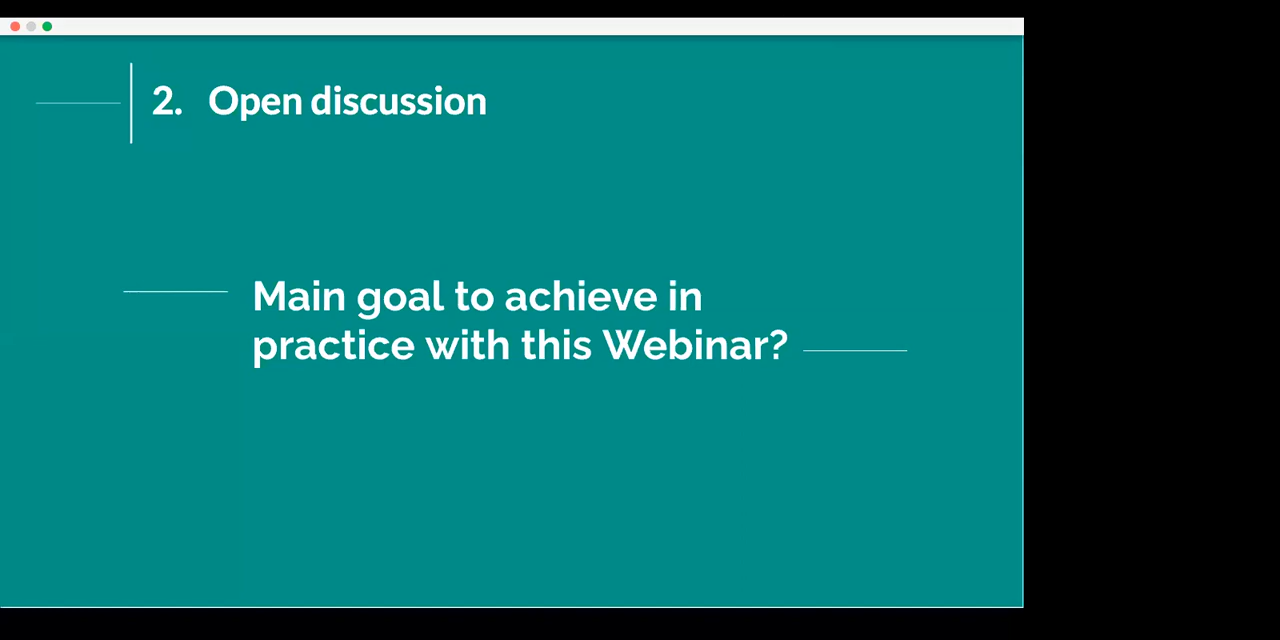 2. Open discussion
Main goal to achieve in
practice with this Webinar?